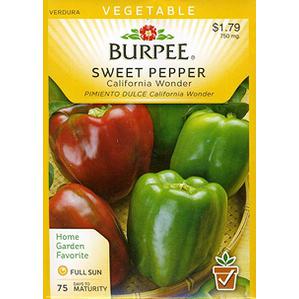 VERDURA
VEGETABLE
BURPEE®
$1.79
750 mg.
SWEET PEPPER
California Wonder
PIMIENTO DULCE California Wonder
Home
Garden
Favorite
FULL SUN
75 DAYS TO MATURITY